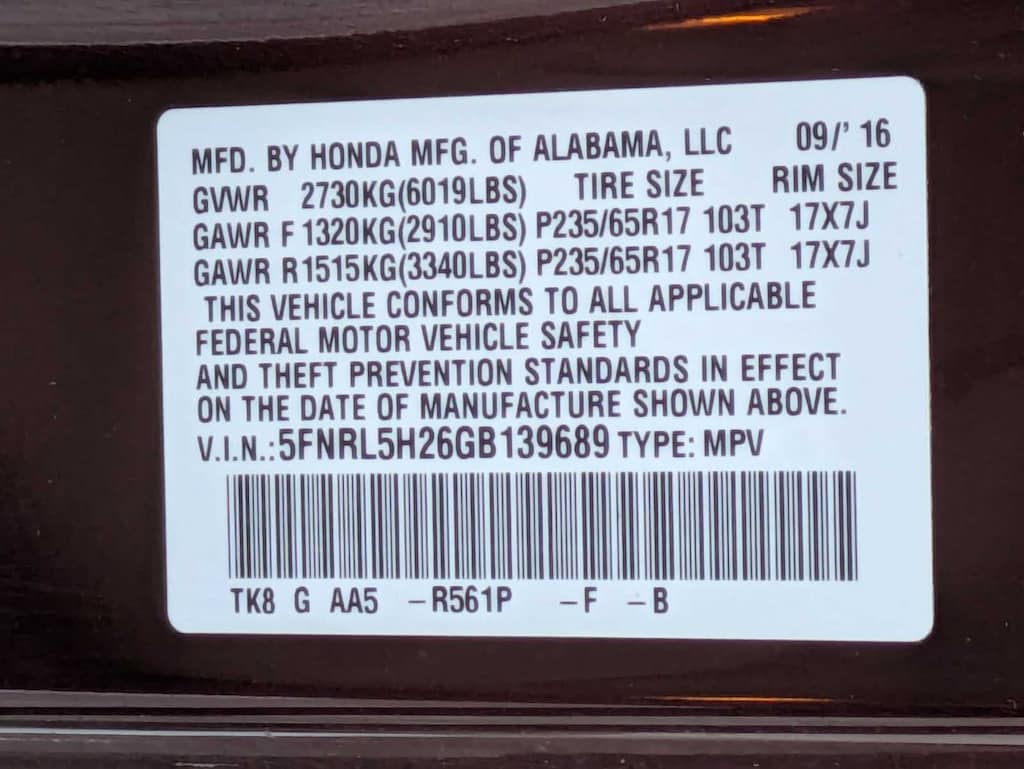 MFD. BY HONDA MFG. OF ALABAMA, LLC 09/' 16
GVWR 2730KG(6019LBS) TIRE SIZE RIM SIZE
GAWR F 1320KG(2910LBS) P235/65R17 103T 17X7J
GAWR R1515KG(3340LBS) P235/65R17 103T 17X7J
THIS VEHICLE CONFORMS TO ALL APPLICABLE
FEDERAL MOTOR VEHICLE SAFETY
AND THEFT PREVENTION STANDARDS IN EFFECT
ON THE DATE OF MANUFACTURE SHOWN ABOVE.
V.I.N.:5FNRL5H26GB139689 TYPE: MPV
TK8 G AA5 -R561P -F -B